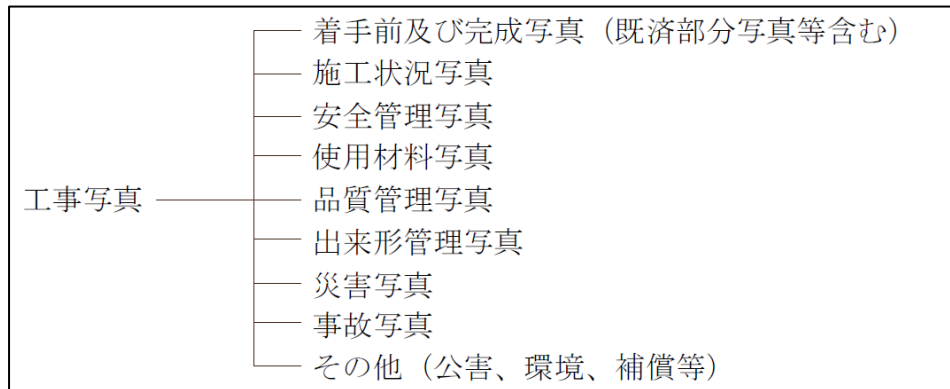 着手前及び完成写真（既済部分写真等含む）
施工状況写真
安全管理写真
使用材料写真
工事写真
品質管理写真
出来形管理写真
災害写真
事故写真
その他（公害、環境、補償等）